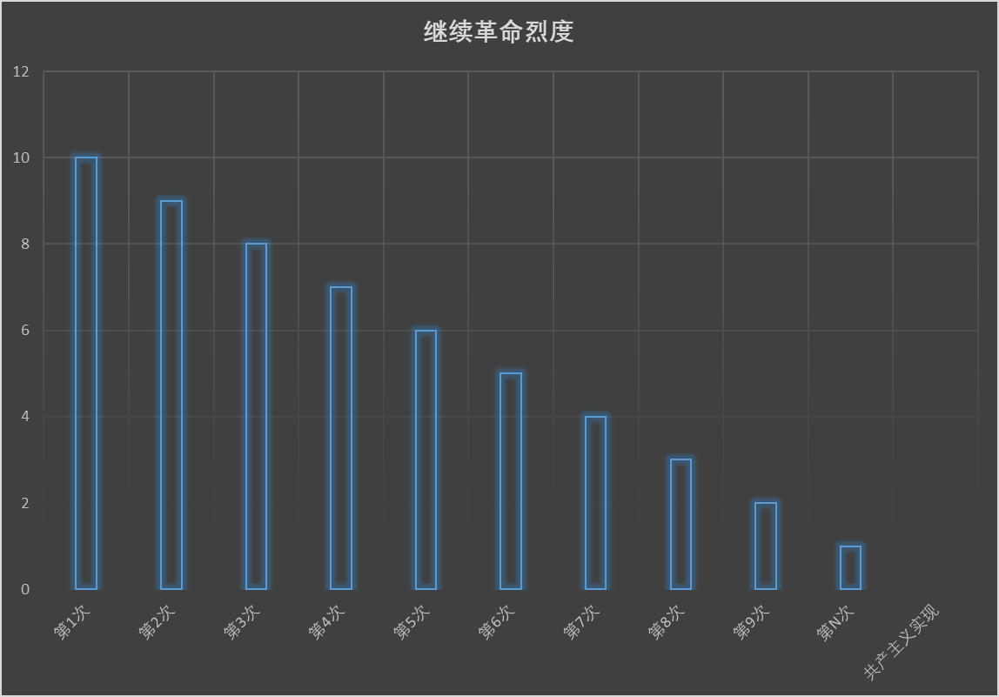 继续革命烈度
12
10
8
6
4
2
0
第1次
第2次
第3次
第4次
第5次
第6次
第7次
第8次
第9次
第N次
共产主义实现